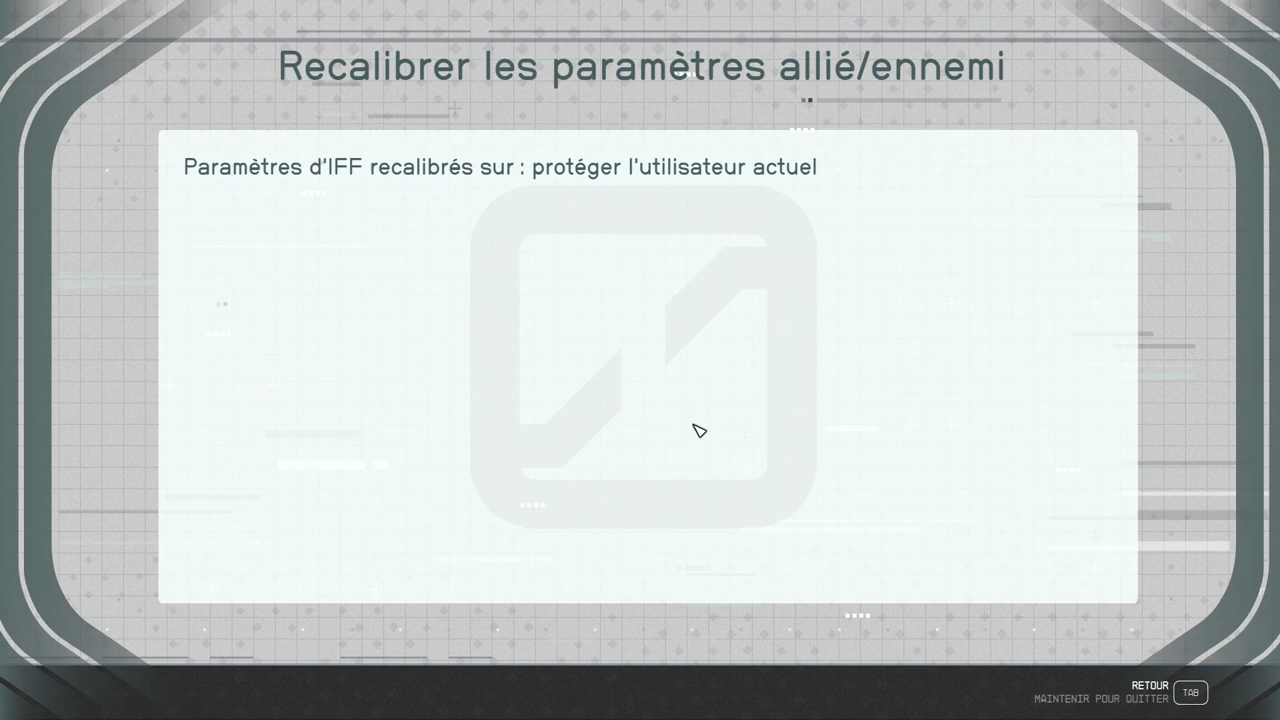 Recalibrer les paramètres allié/ennemi
Paramètres d'IFF recalibrés sur : protéger l'utilisateur actuel
RETOUR
MAINTENIR POUR QUITTER
TAB